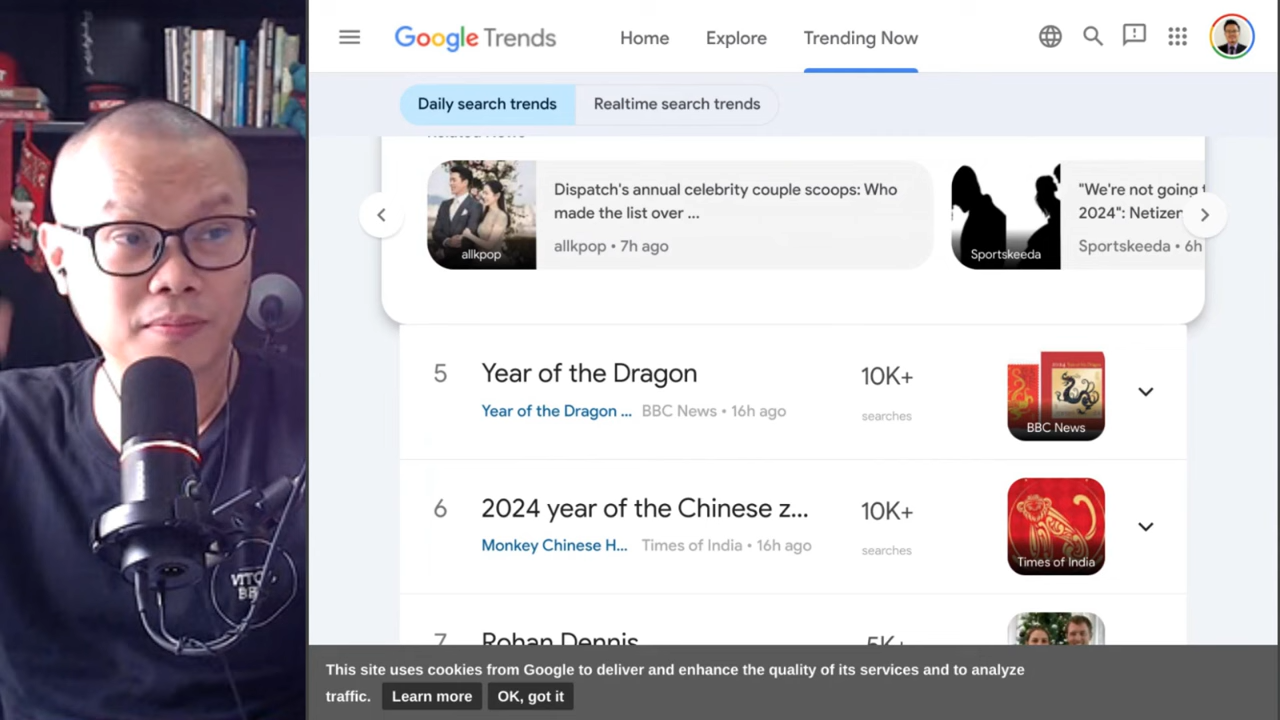 Google Trends
Home
Explore
Trending Now
Daily search trends
Realtime search trends
allkpop
Dispatch's annual celebrity couple scoops: Who
made the list over ...
allkpop • 7h ago
Sportskeeda
"We're not going
2024": Netizen
Sportskeeda • 6h
5
Year of the Dragon
Year of the Dragon ... BBC News • 16h ago
10K+
searches
BBC News
6
2024 year of the Chinese z...
Monkey Chinese H... Times of India • 16h ago
10K+
searches
Times of India
7
Rohan Dennis
5K+
This site uses cookies from Google to deliver and enhance the quality of its services and to analyze
traffic. Learn more OK, got it